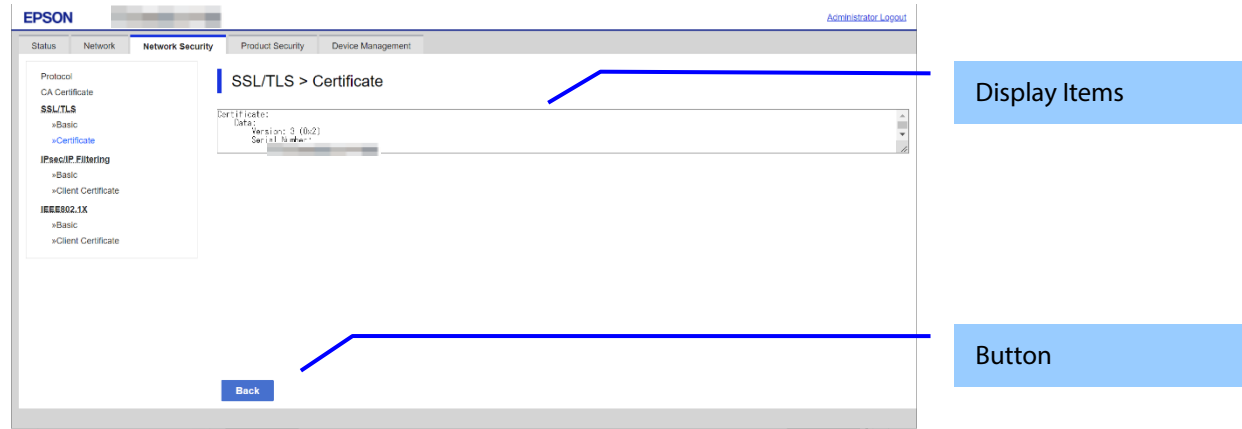 EPSON
Administrator Logout
Status Network Network Security Product Security Device Management
Protocol
CA Certificate
SSL/TLS
»Basic
»Certificate
IPsec/IP Filtering
»Basic
»Client Certificate
IEEE802.1X
»Basic
»Client Certificate
SSL/TLS > Certificate
Certificate:
Data:
Version: 3 (0x2)
Serial Number:
Back
Display Items
Button